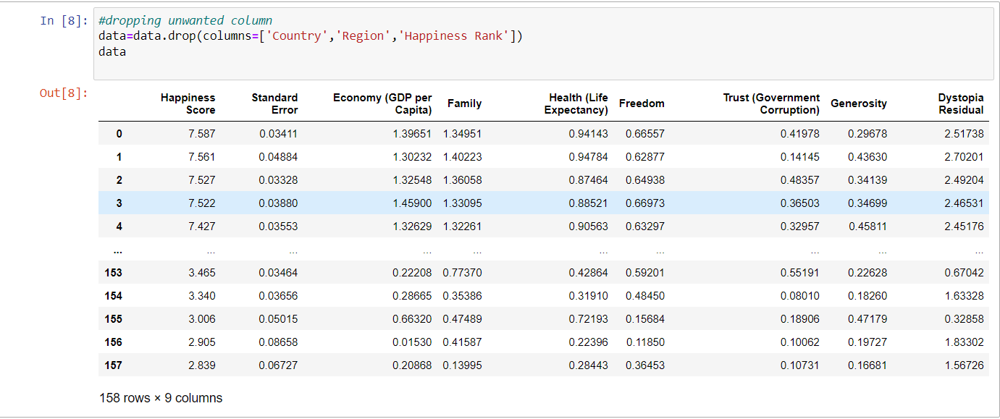 In [8]: #dropping unwanted column
data=data.drop(columns=['Country','Region','Happiness Rank'])
data
Out[8]:
Happiness Score Standard Error Economy (GDP per Capita) Family Health (Life Expectancy) Freedom Trust (Government Corruption) Generosity Dystopia Residual
0 7.587 0.03411 1.39651 1.34951 0.94143 0.66557 0.41978 0.29678 2.51738
1 7.561 0.04884 1.30232 1.40223 0.94784 0.62877 0.14145 0.43630 2.70201
2 7.527 0.03328 1.32548 1.36058 0.87464 0.64938 0.48357 0.34139 2.49204
3 7.522 0.03880 1.45900 1.33095 0.88521 0.66973 0.36503 0.34699 2.46531
4 7.427 0.03553 1.32629 1.32261 0.90563 0.63297 0.32957 0.45811 2.45176
... ... ... ... ... ... ... ... ... ...
153 3.465 0.03464 0.22208 0.77370 0.42864 0.59201 0.55191 0.22628 0.67042
154 3.340 0.03656 0.28665 0.35386 0.31910 0.48450 0.08010 0.18260 1.63328
155 3.006 0.05015 0.66320 0.47489 0.72193 0.15684 0.18906 0.47179 0.32858
156 2.905 0.08658 0.01530 0.41587 0.22396 0.11850 0.10062 0.19727 1.83302
157 2.839 0.06727 0.20868 0.13995 0.28443 0.36453 0.10731 0.16681 1.56726
158 rows × 9 columns